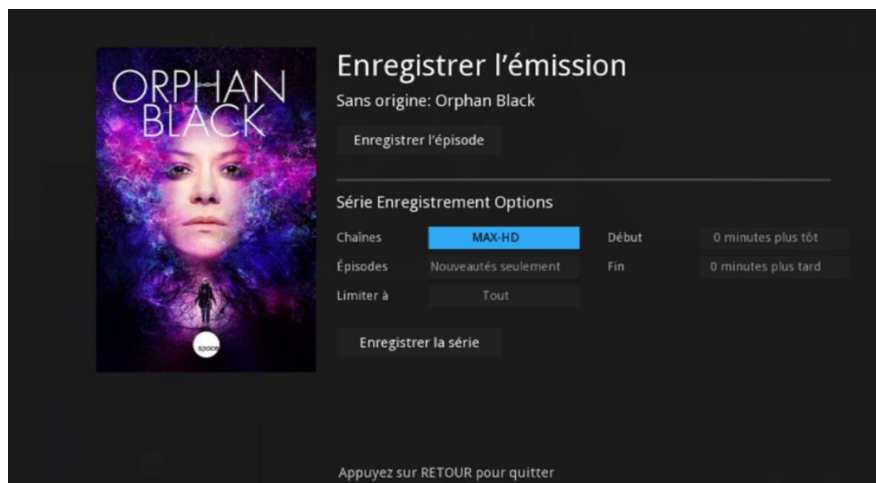 ORPHAN
BLACK
space
Enregistrer l’émission
Sans origine: Orphan Black
Enregistrer l’épisode
Série Enregistrement Options
Chaînes MAX-HD Début 0 minutes plus tôt
Épisodes Nouveautés seulement Fin 0 minutes plus tard
Limiter à Tout
Enregistrer la série
Appuyez sur RETOUR pour quitter